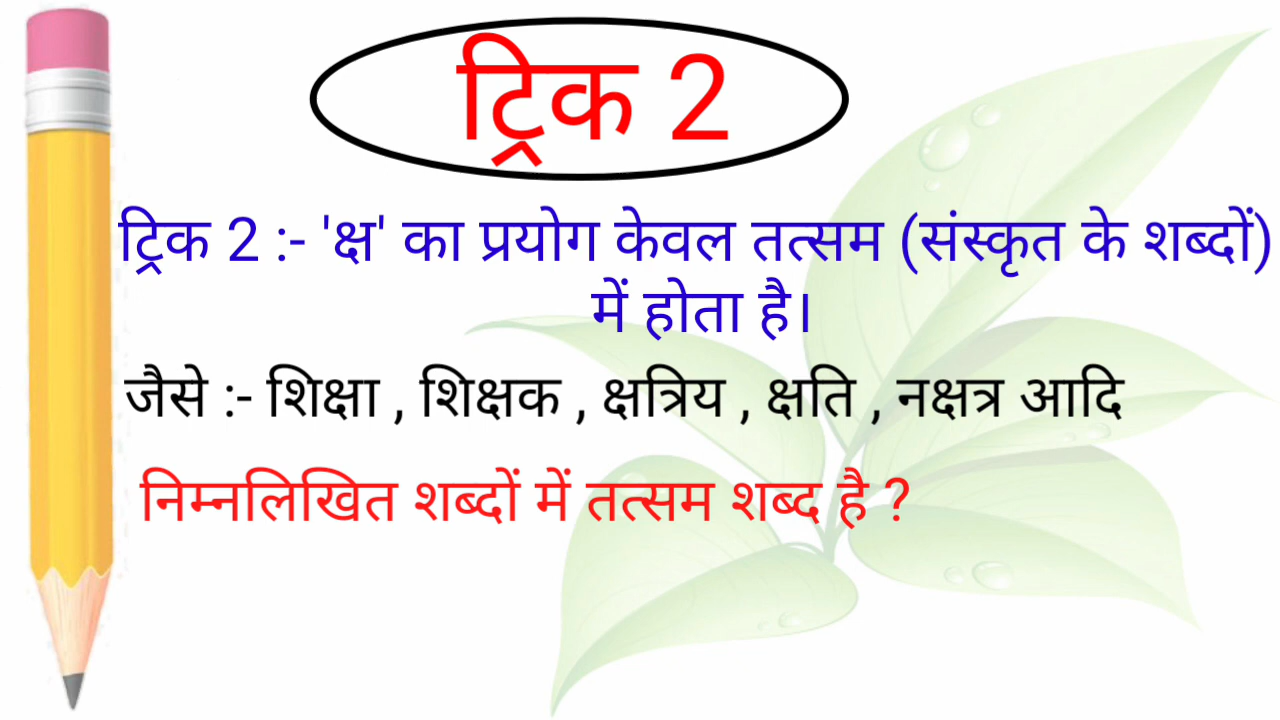 ट्रिक 2
ट्रिक 2 :- 'क्ष' का प्रयोग केवल तत्सम (संस्कृत के शब्दों)
में होता है।
जैसे :- शिक्षा , शिक्षक , क्षत्रिय , क्षति , नक्षत्र आदि
निम्नलिखित शब्दों में तत्सम शब्द है ?